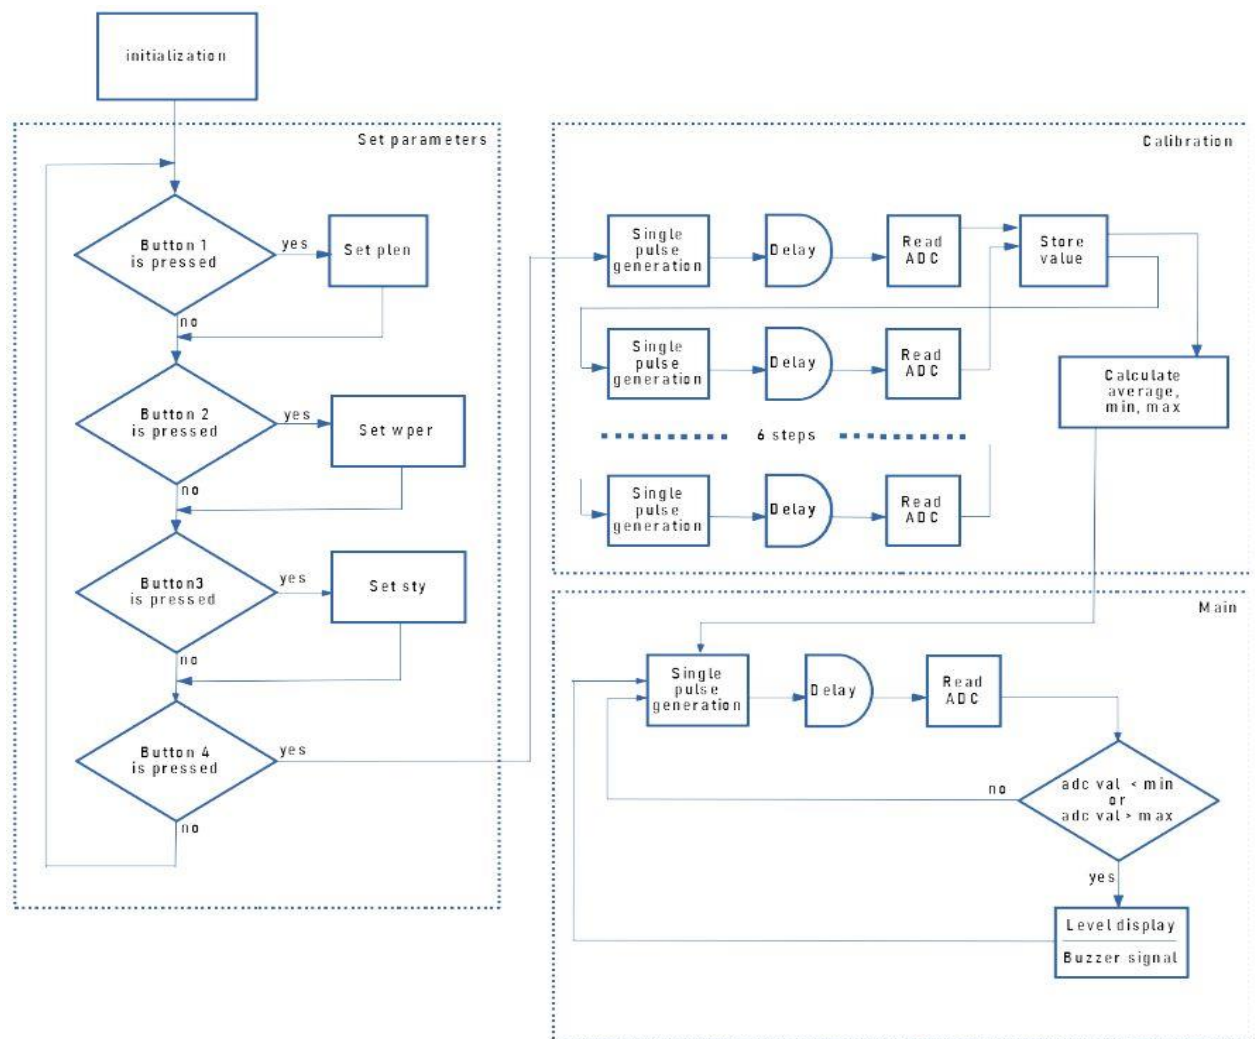 initialization
Set parameters
Button 1
is pressed
yes
Set plen
no
Button 2
is pressed
yes
Set wper
no
Button3
is pressed
yes
Set sty
no
Button 4
is pressed
yes
no
Calibration
Single
pulse
generation
Delay
Read
ADC
Store
value
Single
pulse
generation
Delay
Read
ADC
Calculate
average,
min, max
6 steps
Single
pulse
generation
Delay
Read
ADC
Main
Single
pulse
generation
Delay
Read
ADC
no
adc val < min
or
adc val > max
yes
Level display
Buzzer signal